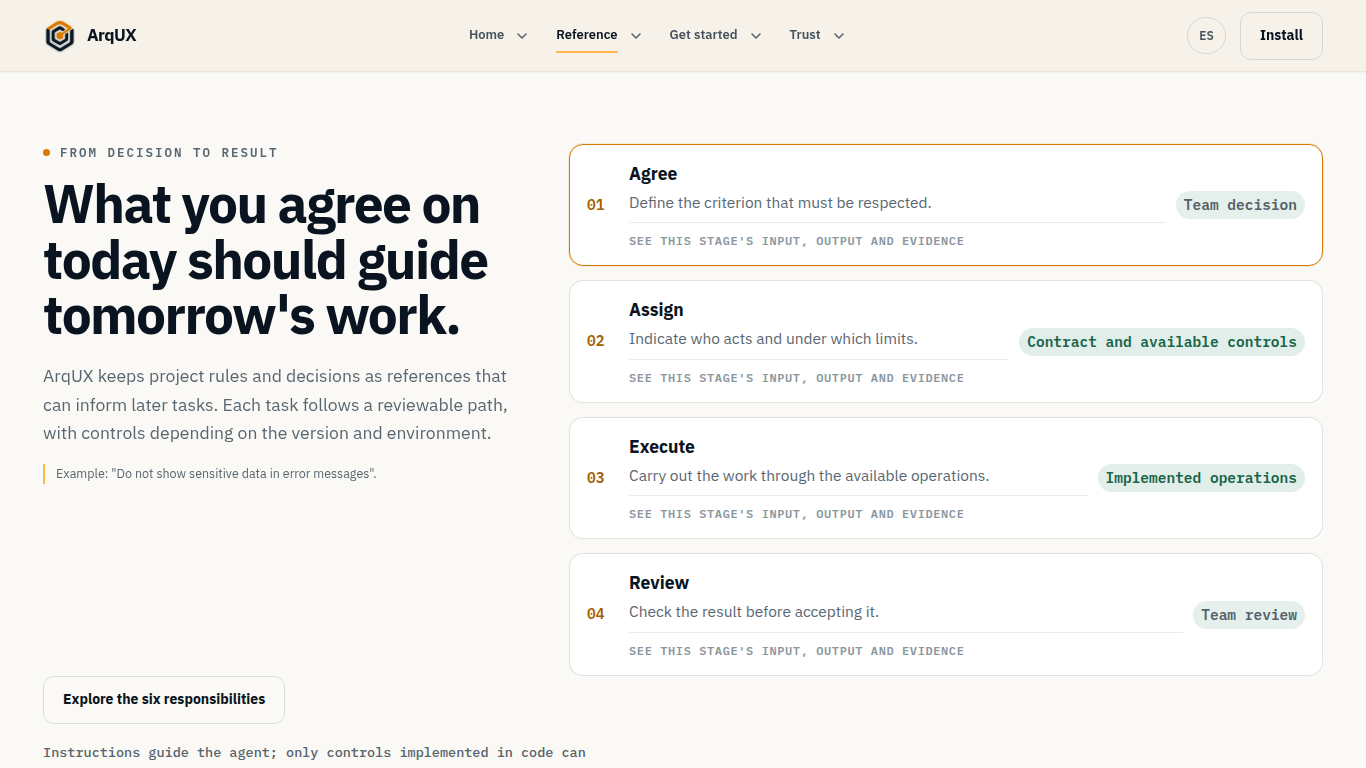 ArqUX
Home
Reference
Get started
Trust
ES
Install
FROM DECISION TO RESULT
What you agree on
today should guide
tomorrow's work.
ArqUX keeps project rules and decisions as references that
can inform later tasks. Each task follows a reviewable path,
with controls depending on the version and environment.
Example: "Do not show sensitive data in error messages".
Explore the six responsibilities
Instructions guide the agent; only controls implemented in code can
01
Agree
Define the criterion that must be respected.
Team decision
SEE THIS STAGE'S INPUT, OUTPUT AND EVIDENCE
02
Assign
Indicate who acts and under which limits.
Contract and available controls
SEE THIS STAGE'S INPUT, OUTPUT AND EVIDENCE
03
Execute
Carry out the work through the available operations.
Implemented operations
SEE THIS STAGE'S INPUT, OUTPUT AND EVIDENCE
04
Review
Check the result before accepting it.
Team review
SEE THIS STAGE'S INPUT, OUTPUT AND EVIDENCE